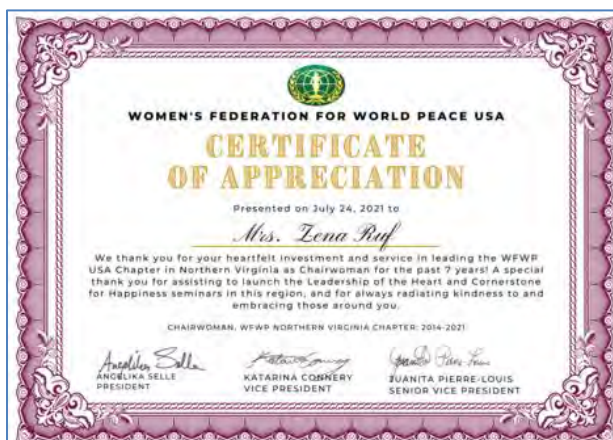 WOMEN'S FEDERATION FOR WORLD PEACE USA
CERTIFICATE
OF APPRECIATION
Presented on July 24, 2021 to
Mrs. Zena Ruf
We thank you for your heartfelt investment and service in leading the WFWP
USA Chapter in Northern Virginia as Chairwoman for the past 7 years! A special
thank you for assisting to launch the Leadership of the Heart and Cornerstone
for Happiness seminars in this region, and for always radiating kindness to and
embracing those around you.
CHAIRWOMAN, WFWP NORTHERN VIRGINIA CHAPTER: 2014-2021
Angelika Selle
ANGELIKA SELLE
PRESIDENT
KATARINA CONNERY
VICE PRESIDENT
JUANITA PIERRE-LOUIS
SENIOR VICE PRESIDENT